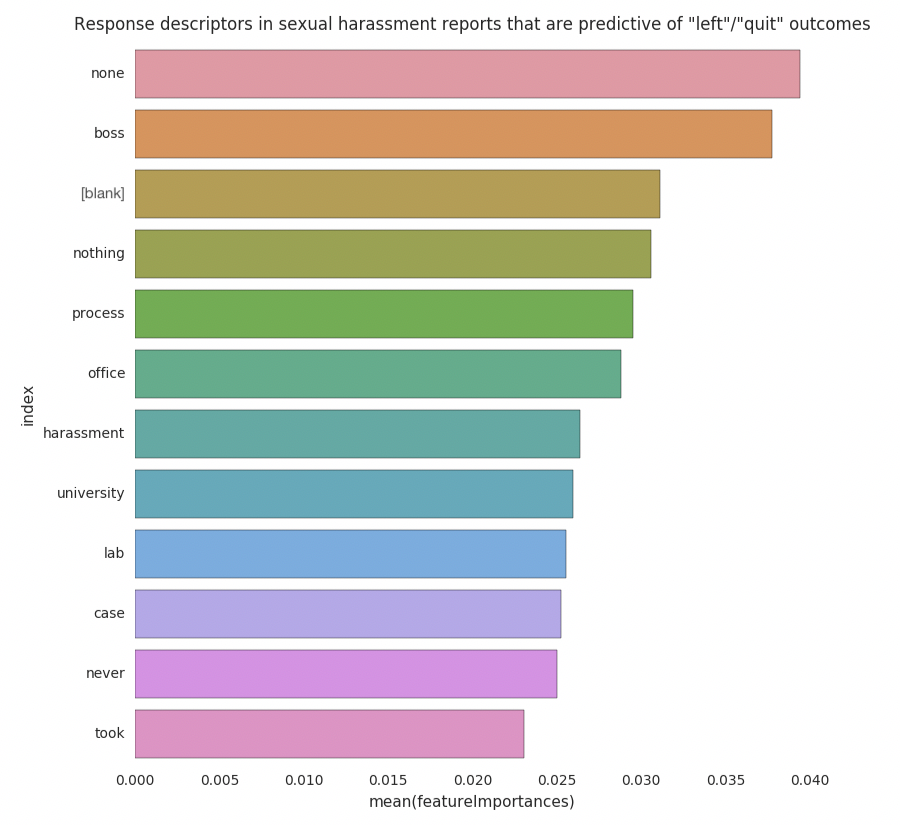 Response descriptors in sexual harassment reports that are predictive of "left"/"quit" outcomes
none
boss
[blank]
nothing
process
office
index
harassment
university
lab
case
never
took
0.000 0.005 0.010 0.015 0.020 0.025 0.030 0.035 0.040
mean(featureImportances)